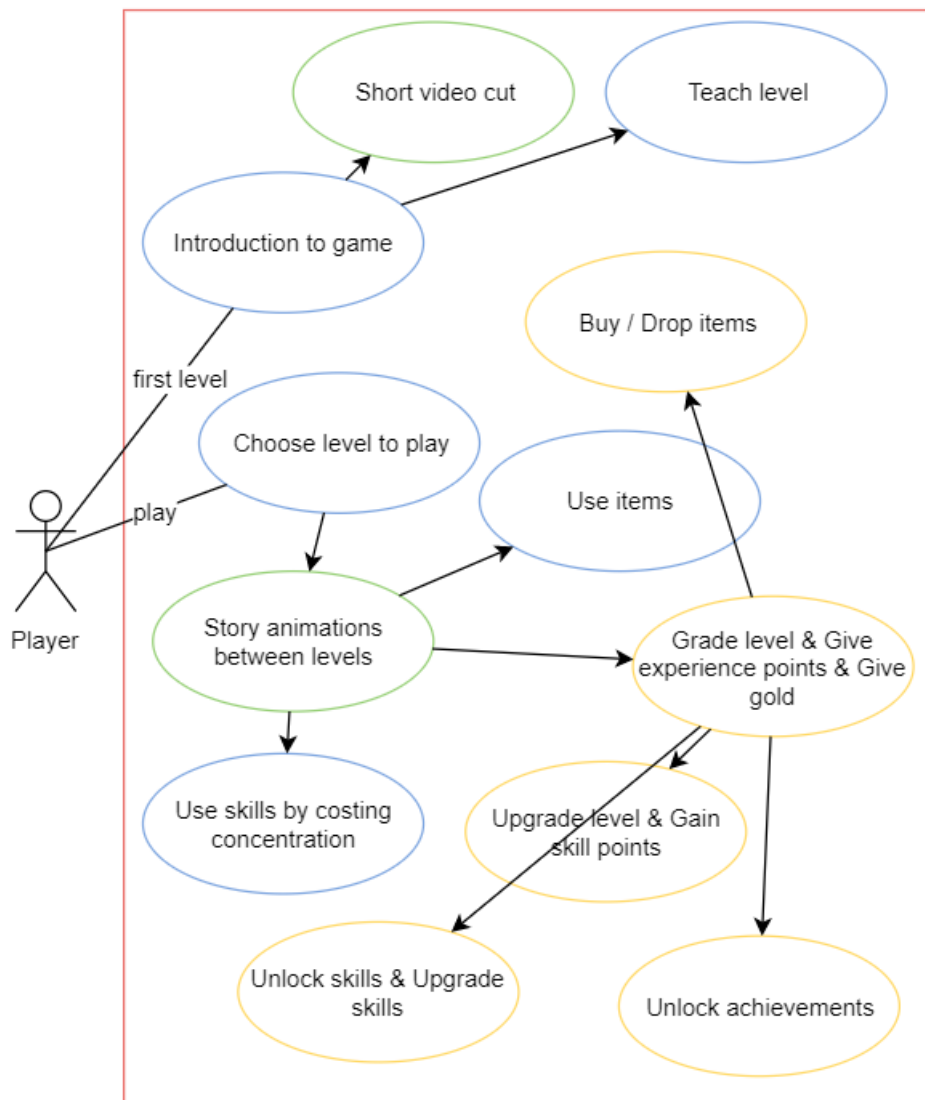 Short video cut
Teach level
Introduction to game
Buy / Drop items
first level
Choose level to play
Use items
play
Player
Story animations
between levels
Grade level & Give
experience points & Give
gold
Use skills by costing
concentration
Upgrade level & Gain
skill points
Unlock skills & Upgrade
skills
Unlock achievements